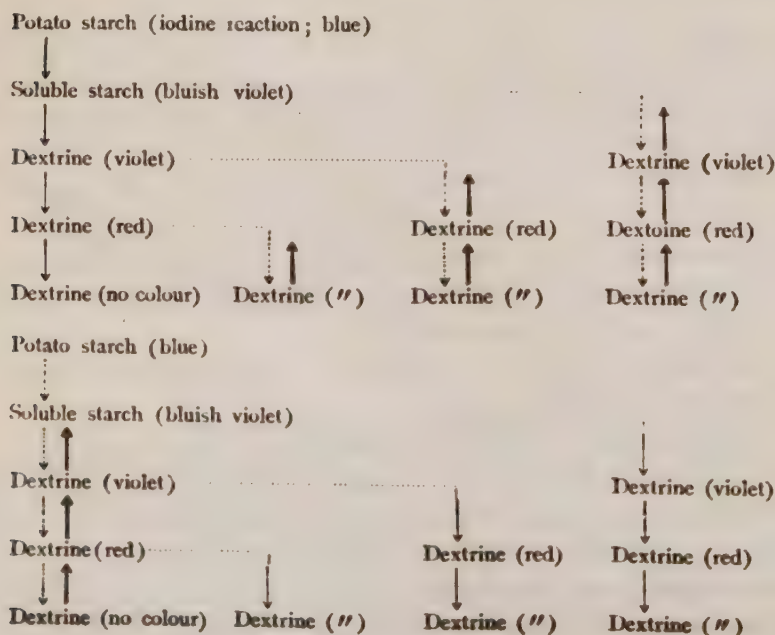 Potato starch (iodine reaction; blue)
Soluble starch (bluish violet)
Dextrine (violet) Dextrine (violet)
Dextrine (red) Dextrine (red) Dextoine (red)
Dextrine (no colour) Dextrine (〃) Dextrine (〃) Dextrine (〃)
Potato starch (blue)
Soluble starch (bluish violet)
Dextrine (violet) Dextrine (violet)
Dextrine (red) Dextrine (red) Dextrine (red)
Dextrine (no colour) Dextrine (〃) Dextrine (〃) Dextrine (〃)